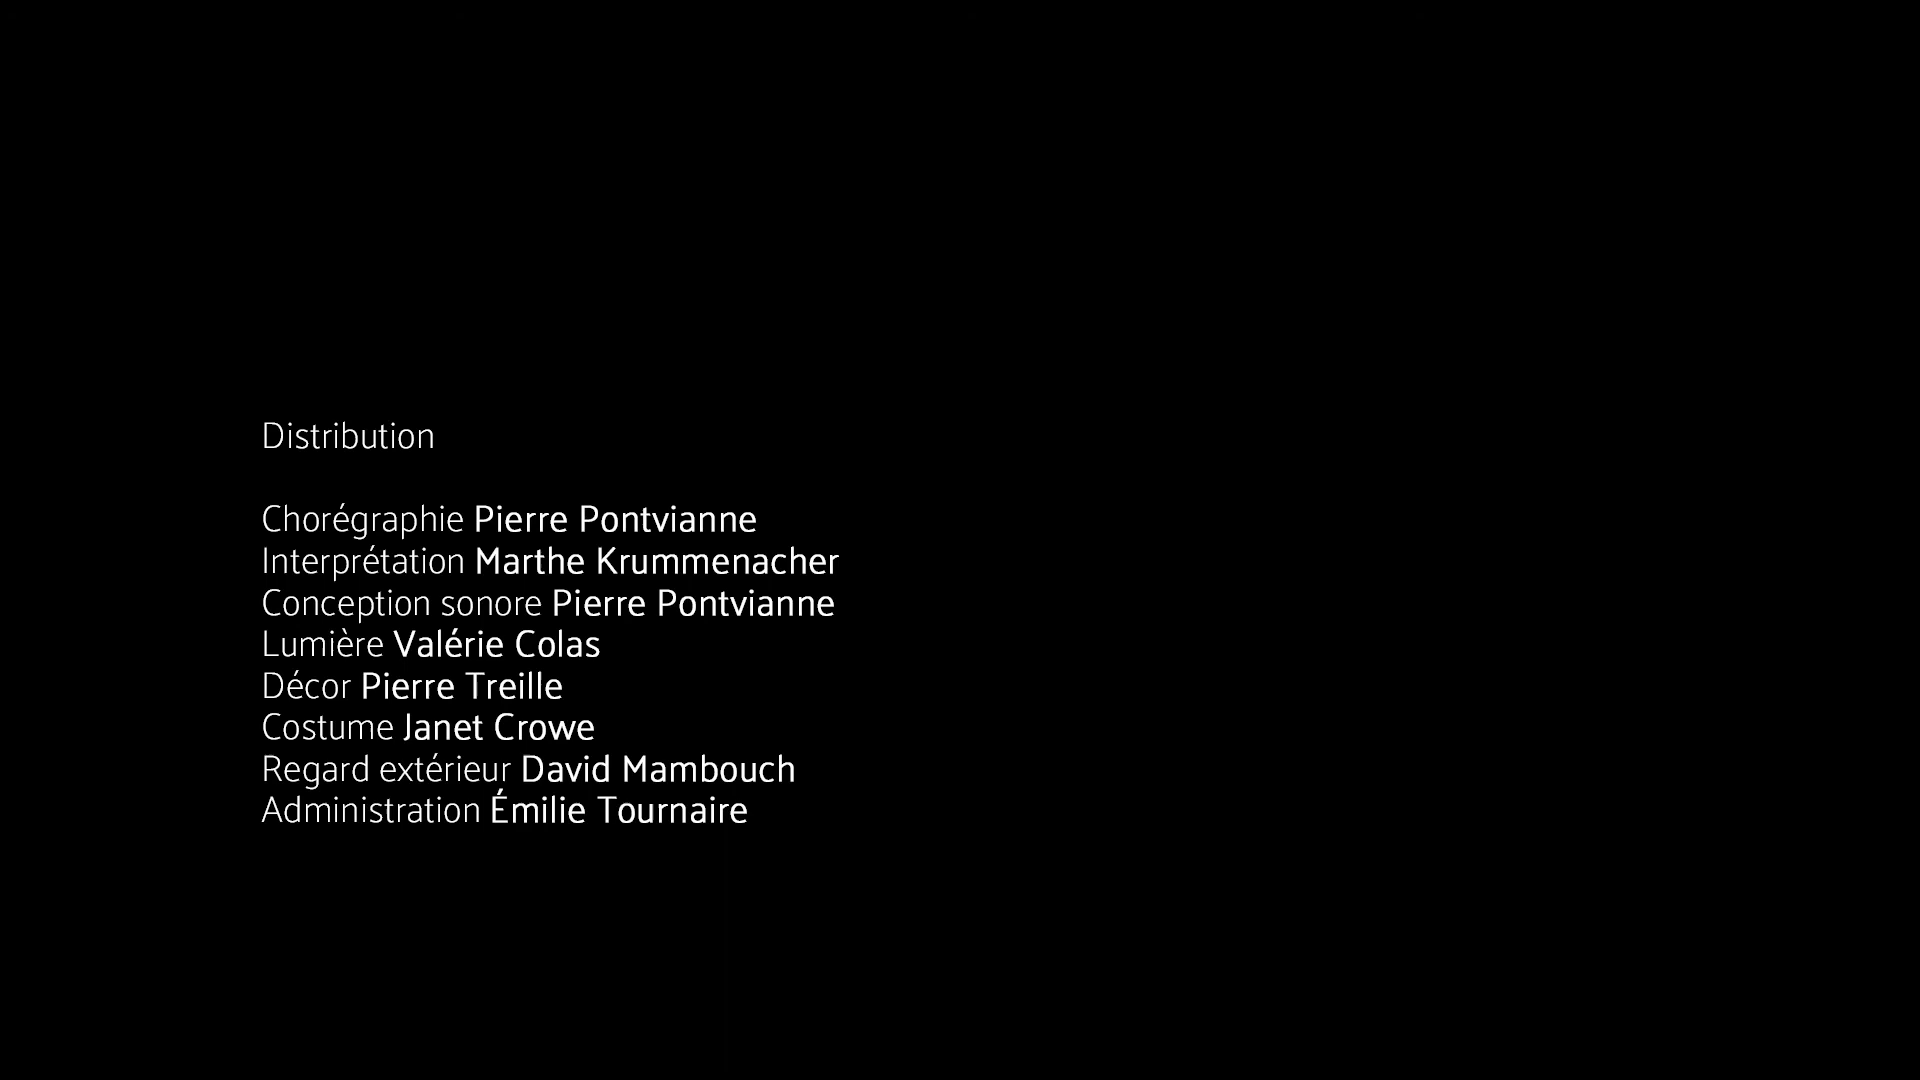 Distribution
Chorégraphie Pierre Pontvianne
Interprétation Marthe Krummenacher
Conception sonore Pierre Pontvianne
Lumière Valérie Colas
Décor Pierre Treille
Costume Janet Crowe
Regard extérieur David Mambouch
Administration Émilie Tournaire